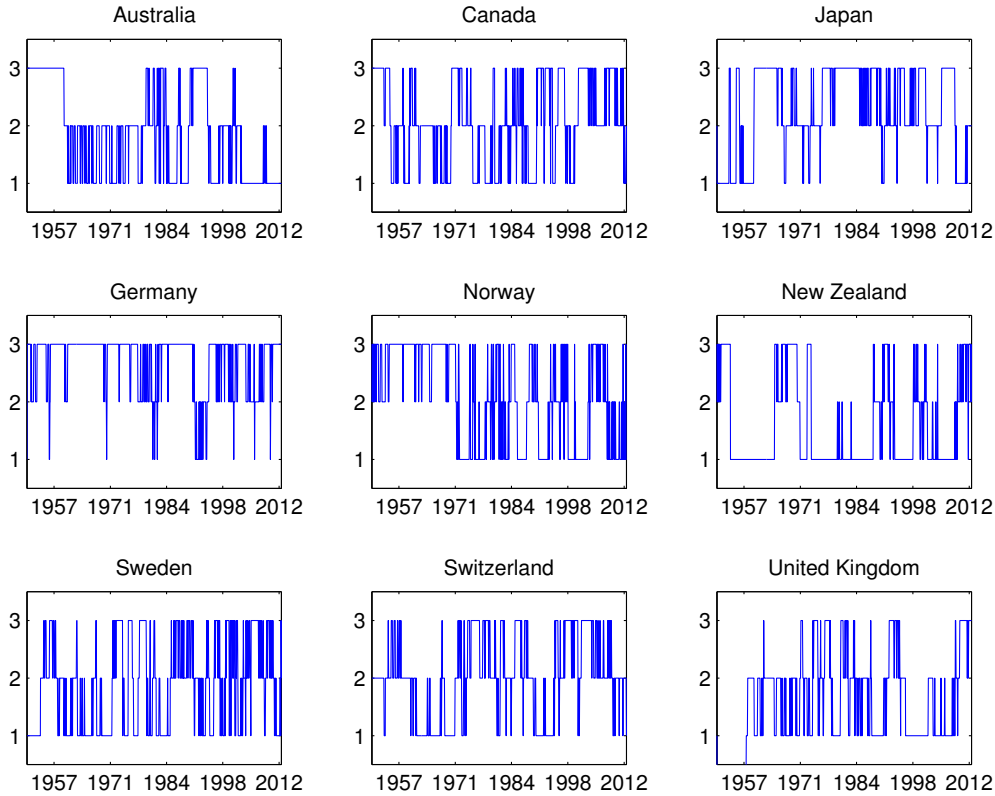 Australia Canada Japan
3 3 3
2 2 2
1 1 1
1957 1971 1984 1998 2012 1957 1971 1984 1998 2012 1957 1971 1984 1998 2012
Germany Norway New Zealand
3 3 3
2 2 2
1 1 1
1957 1971 1984 1998 2012 1957 1971 1984 1998 2012 1957 1971 1984 1998 2012
Sweden Switzerland United Kingdom
3 3 3
2 2 2
1 1 1
1957 1971 1984 1998 2012 1957 1971 1984 1998 2012 1957 1971 1984 1998 2012